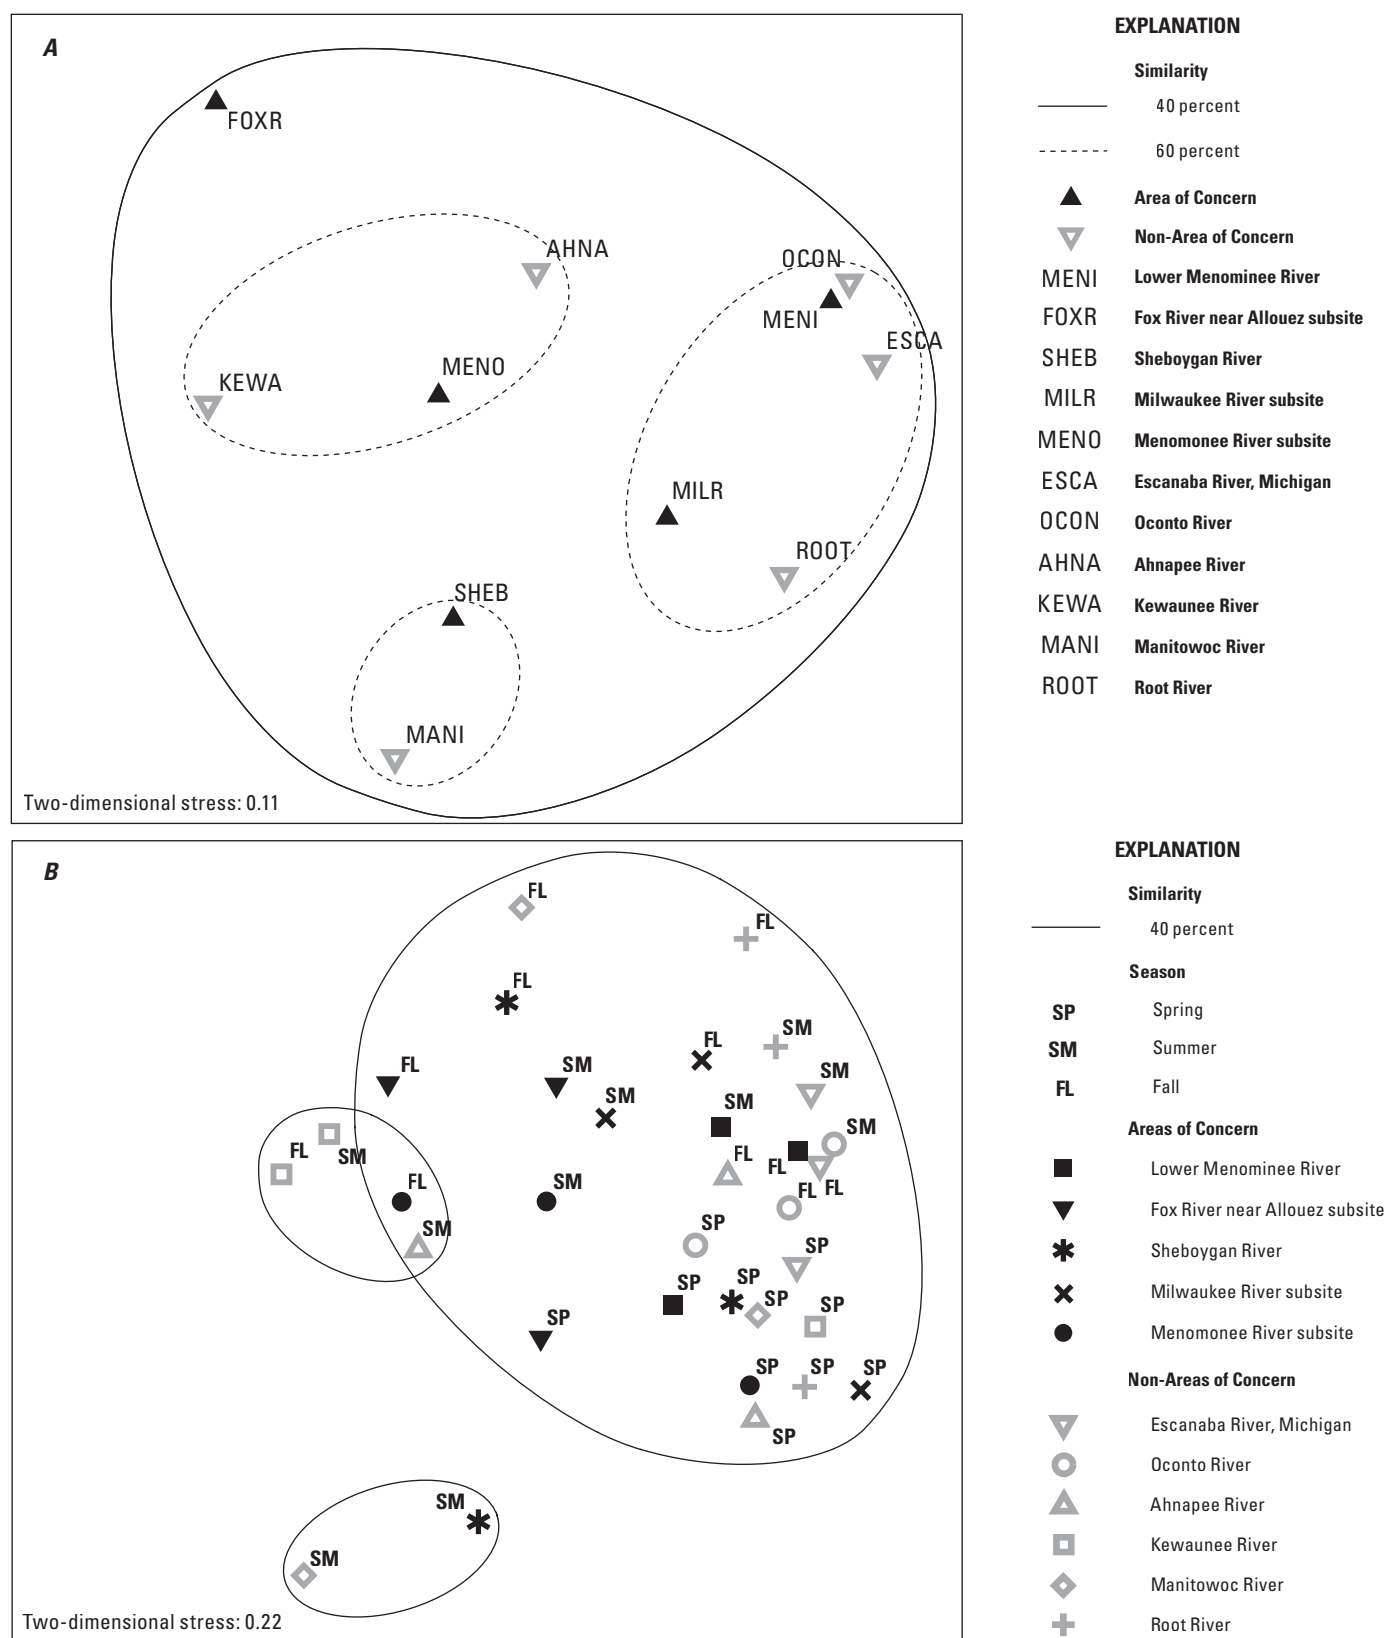 A
FOXR
AHNA
OCON
MENI
ESCA
MENO
KEWA
MILR
ROOT
SHEB
MANI
Two-dimensional stress: 0.11
EXPLANATION
Similarity
40 percent
60 percent
Area of Concern
Non-Area of Concern
MENI Lower Menominee River
FOXR Fox River near Allouez subsite
SHEB Sheboygan River
MILR Milwaukee River subsite
MENO Menomonee River subsite
ESCA Escanaba River, Michigan
OCON Oconto River
AHNA Ahnapee River
KEWA Kewaunee River
MANI Manitowoc River
ROOT Root River
B
FL
FL
FL
SM
FL
FL
SM
SM
SM
SM
SM
FL
SM
FL
FL
SM
FL
SM
FL
FL
SM
SP
SP
SP
SP
SP
SP
SP
SP
SP
SP
SP
SM
SM
Two-dimensional stress: 0.22
EXPLANATION
Similarity
40 percent
Season
SP Spring
SM Summer
FL Fall
Areas of Concern
Lower Menominee River
Fox River near Allouez subsite
Sheboygan River
Milwaukee River subsite
Menomonee River subsite
Non-Areas of Concern
Escanaba River, Michigan
Oconto River
Ahnapee River
Kewaunee River
Manitowoc River
Root River